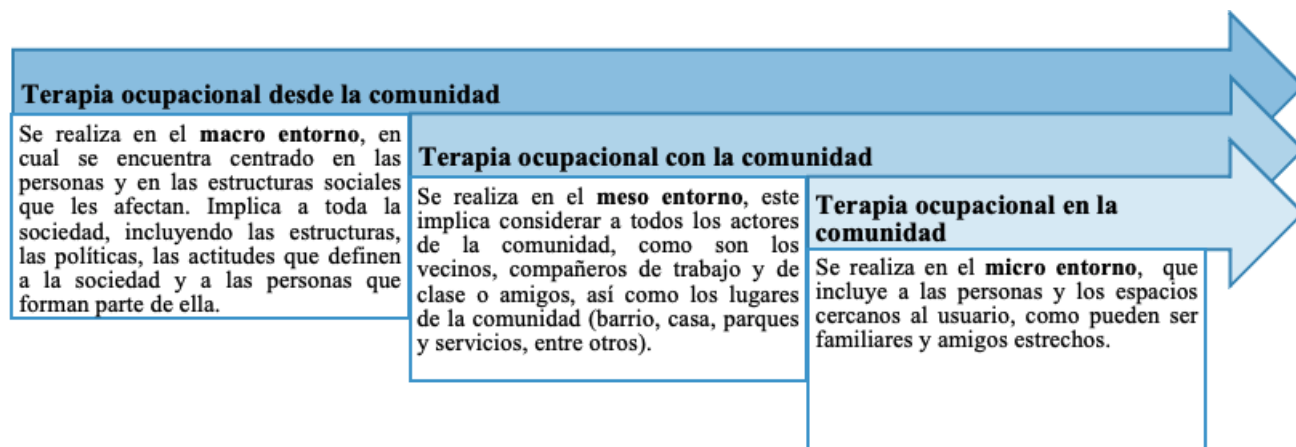 Terapia ocupacional desde la comunidad
Se realiza en el macro entorno, en
cual se encuentra centrado en las
personas y en las estructuras sociales
que les afectan. Implica a toda la
sociedad, incluyendo las estructuras,
las políticas, las actitudes que definen
a la sociedad y a las personas que
forman parte de ella.
Terapia ocupacional con la comunidad
Se realiza en el meso entorno, este
implica considerar a todos los actores
de la comunidad, como son los
vecinos, compañeros de trabajo y de
clase o amigos, así como los lugares
de la comunidad (barrio, casa, parques
y servicios, entre otros).
Terapia ocupacional en la
comunidad
Se realiza en el micro entorno, que
incluye a las personas y los espacios
cercanos al usuario, como pueden ser
familiares y amigos estrechos.